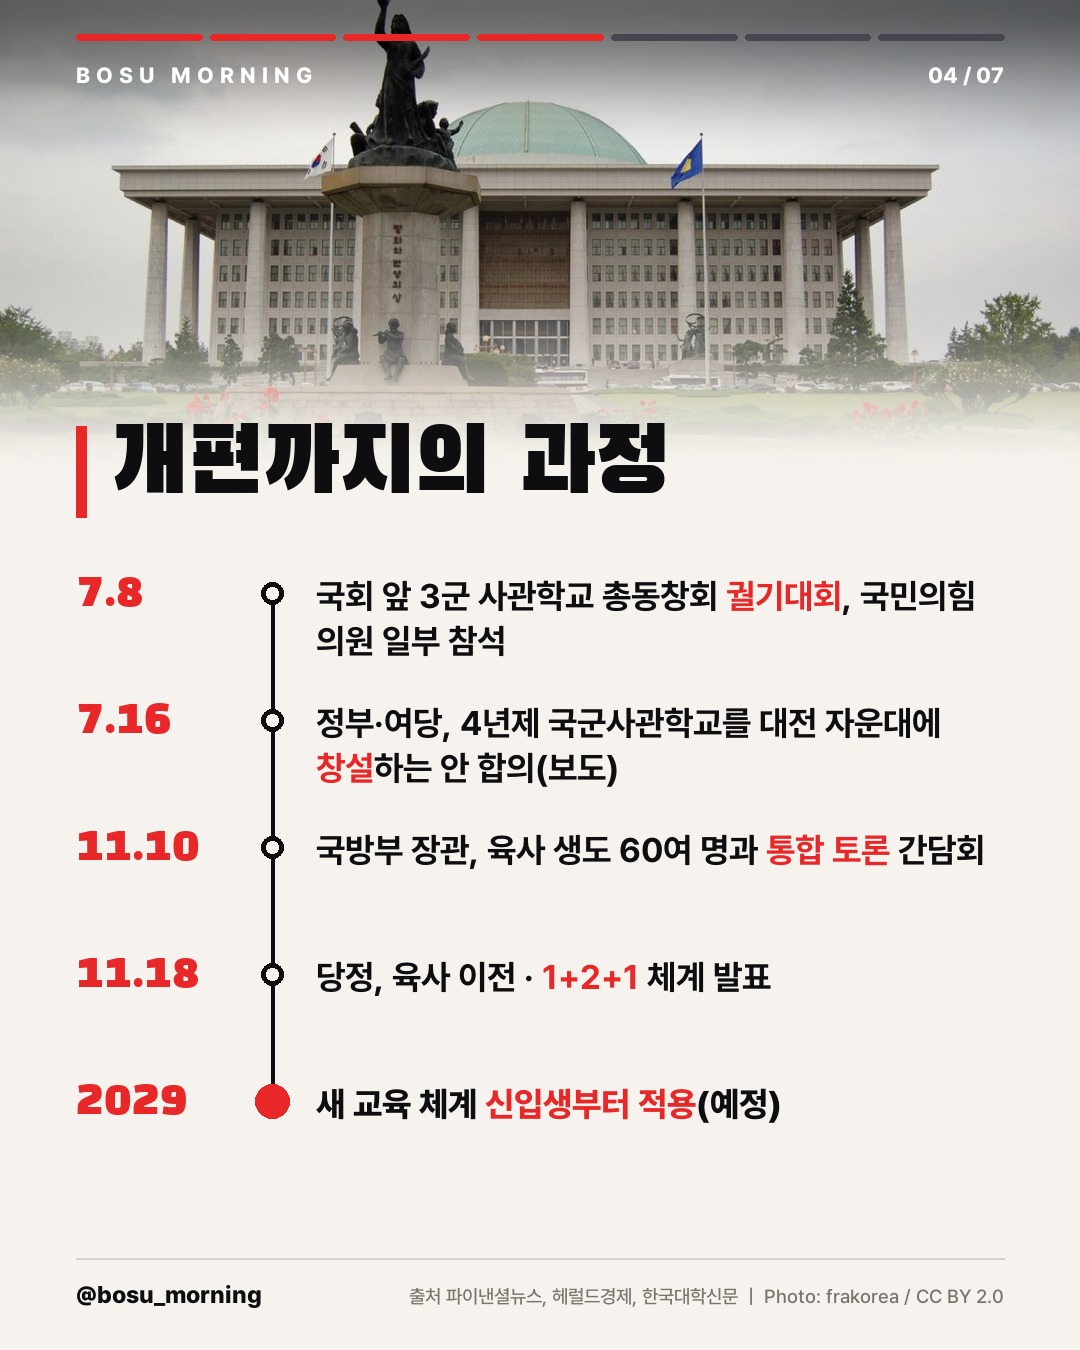 BOSU MORNING
04 / 07
평화와 번영의 상
개편까지의 과정
7.8
국회 앞 3군 사관학교 총동창회 궐기대회, 국민의힘
의원 일부 참석
7.16
정부·여당, 4년제 국군사관학교를 대전 자운대에
창설하는 안 합의(보도)
11.10
국방부 장관, 육사 생도 60여 명과 통합 토론 간담회
11.18
당정, 육사 이전 · 1+2+1 체계 발표
2029
새 교육 체계 신입생부터 적용(예정)
@bosu_morning
출처 파이낸셜뉴스, 헤럴드경제, 한국대학신문 | Photo: frakorea / CC BY 2.0